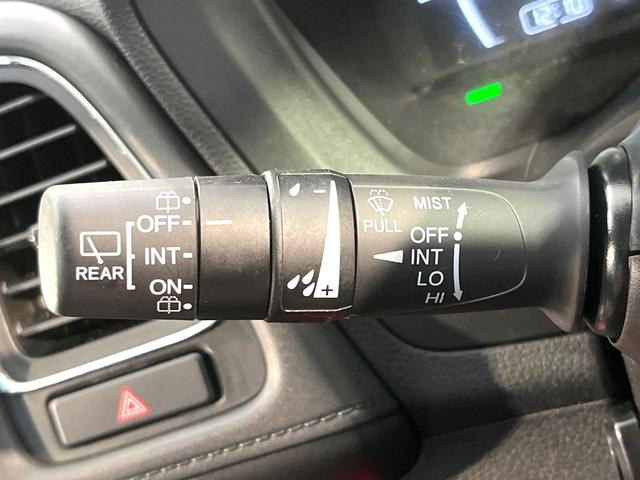 REAR
OFF
INT
ON
PULL
MIST
OFF
INT
LO
HI